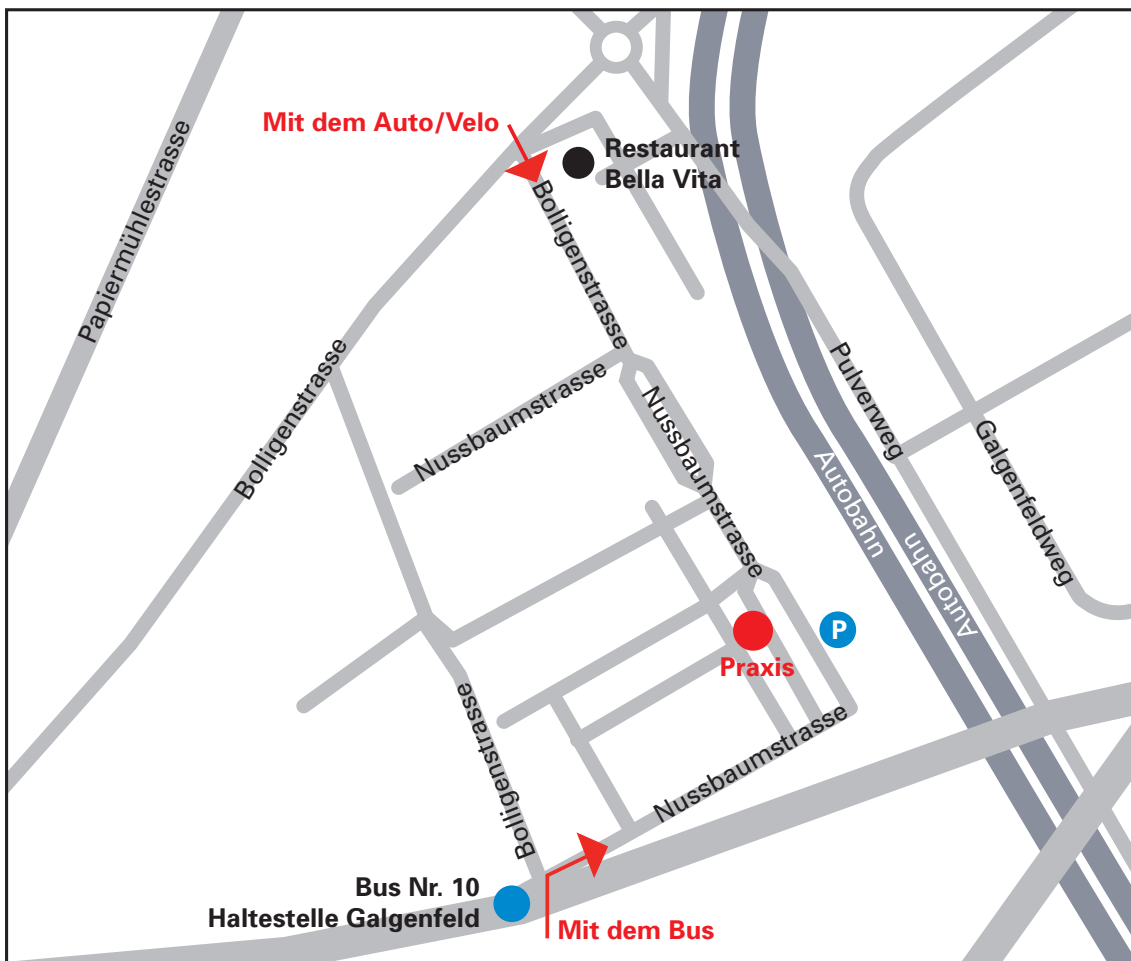 Mit dem Auto/Velo
Restaurant
Bella Vita
Papiermühlestrasse
Bolligenstrasse
Bolligenstrasse
Nussbaumstrasse
Nussbaumstrasse
Pulverweg
Galgenfeldweg
Autobahn
Autobahn
Nussbaumstrasse
P
Praxis
Bolligenstrasse
Nussbaumstrasse
Bus Nr. 10
Haltestelle Galgenfeld
Mit dem Bus